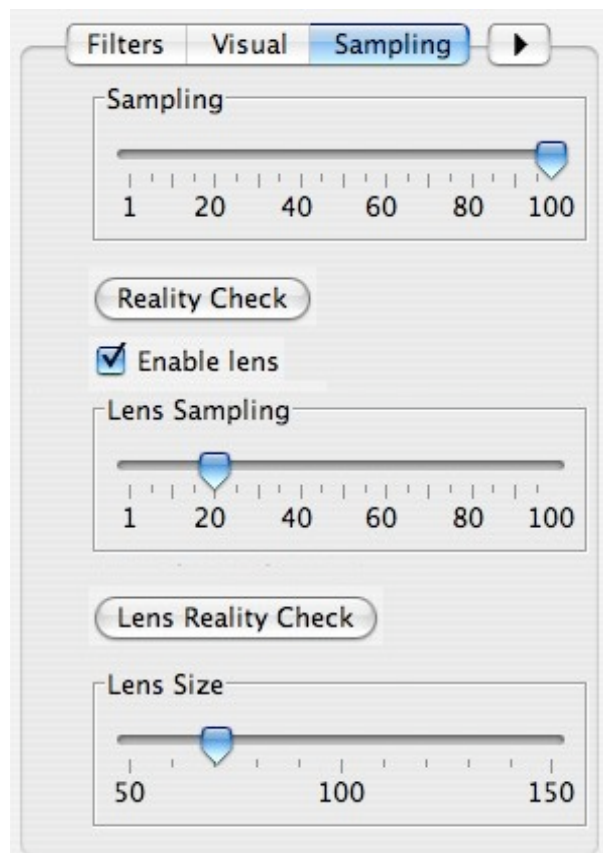 Filters Visual Sampling
Sampling
1 20 40 60 80 100
Reality Check
Enable lens
Lens Sampling
1 20 40 60 80 100
Lens Reality Check
Lens Size
50 100 150